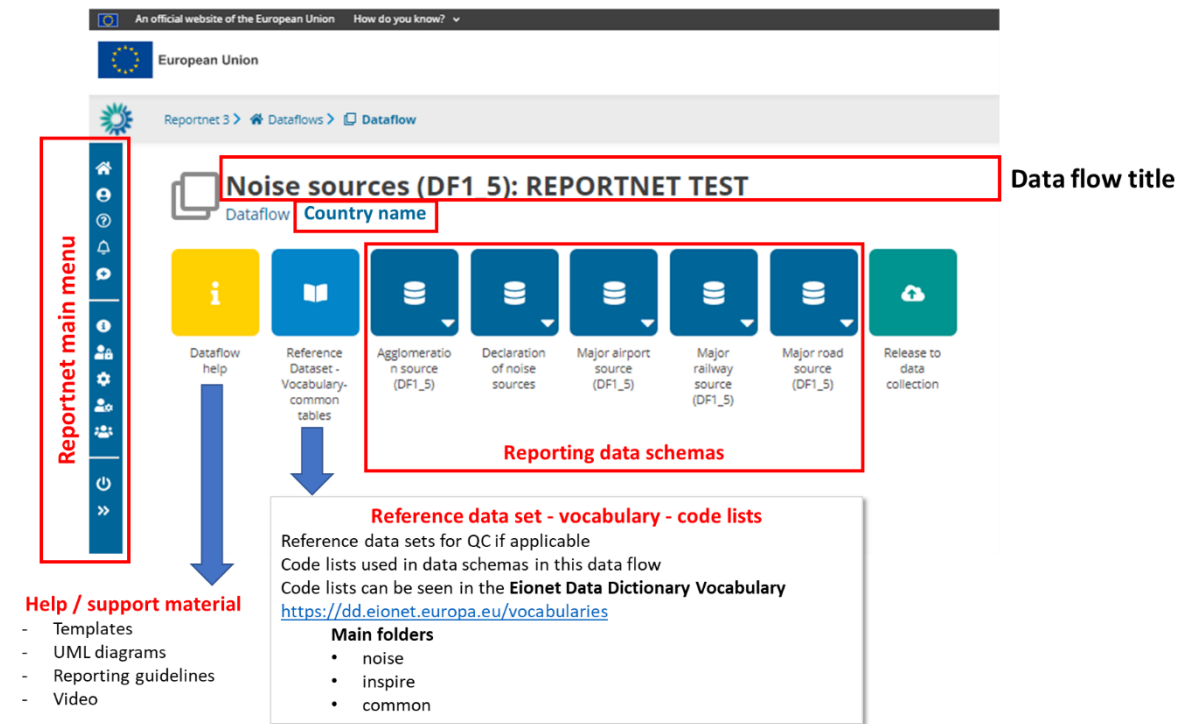 An official website of the European Union How do you know?
European Union
Reportnet 3 Dataflows Dataflow
Reportnet main menu
Noise sources (DF1_5): REPORTNET TEST
Data flow title
Dataflow Country name
Dataflow
help
Reference
Dataset -
Vocabulary-
common
tables
Agglomeratio
n source
(DF1_5)
Declaration
of noise
sources
Major airport
source
(DF1_5)
Major
railway
source
(DF1_5)
Major road
source
(DF1_5)
Release to
data
collection
Reporting data schemas
Reference data set - vocabulary - code lists
Reference data sets for QC if applicable
Code lists used in data schemas in this data flow
Code lists can be seen in the Eionet Data Dictionary Vocabulary
https://dd.eionet.europa.eu/vocabularies
Main folders
• noise
• inspire
• common
Help / support material
- Templates
- UML diagrams
- Reporting guidelines
- Video